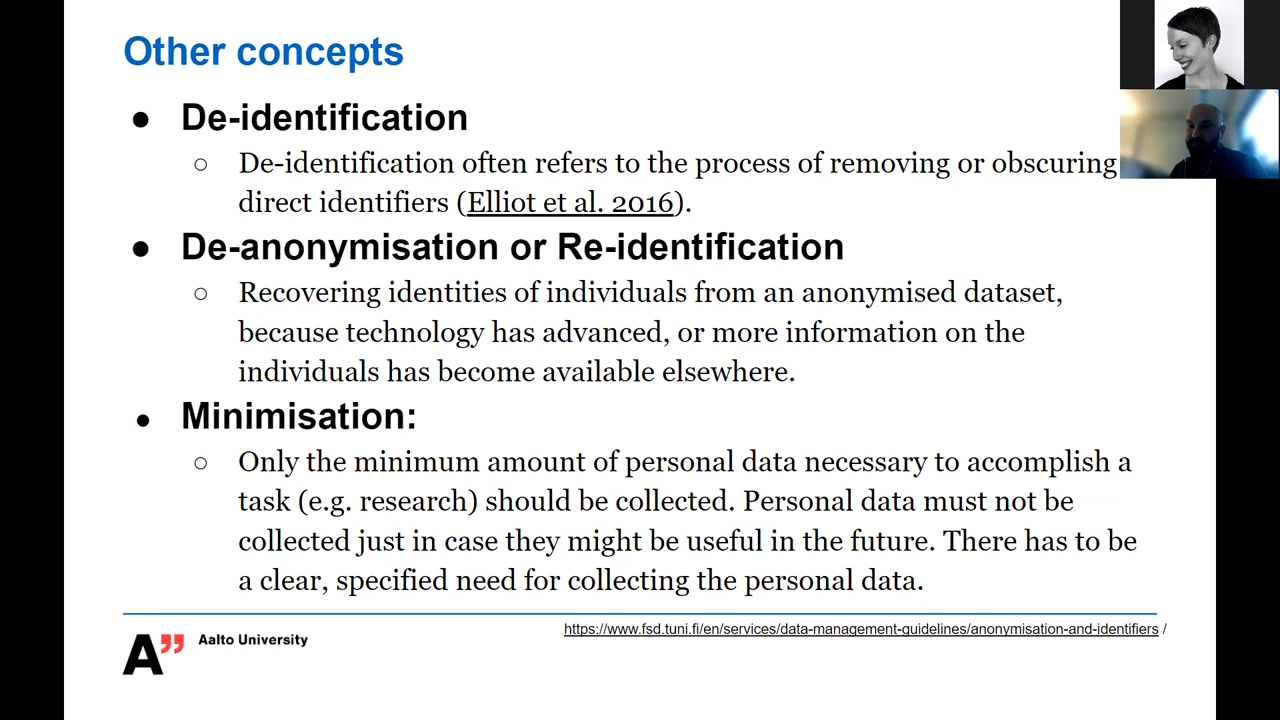 Other concepts
● De-identification
○ De-identification often refers to the process of removing or obscuring
direct identifiers (Elliot et al. 2016).
● De-anonymisation or Re-identification
○ Recovering identities of individuals from an anonymised dataset,
because technology has advanced, or more information on the
individuals has become available elsewhere.
● Minimisation:
○ Only the minimum amount of personal data necessary to accomplish a
task (e.g. research) should be collected. Personal data must not be
collected just in case they might be useful in the future. There has to be
a clear, specified need for collecting the personal data.
https://www.fsd.tuni.fi/en/services/data-management-guidelines/anonymisation-and-identifiers /
A”
Aalto University